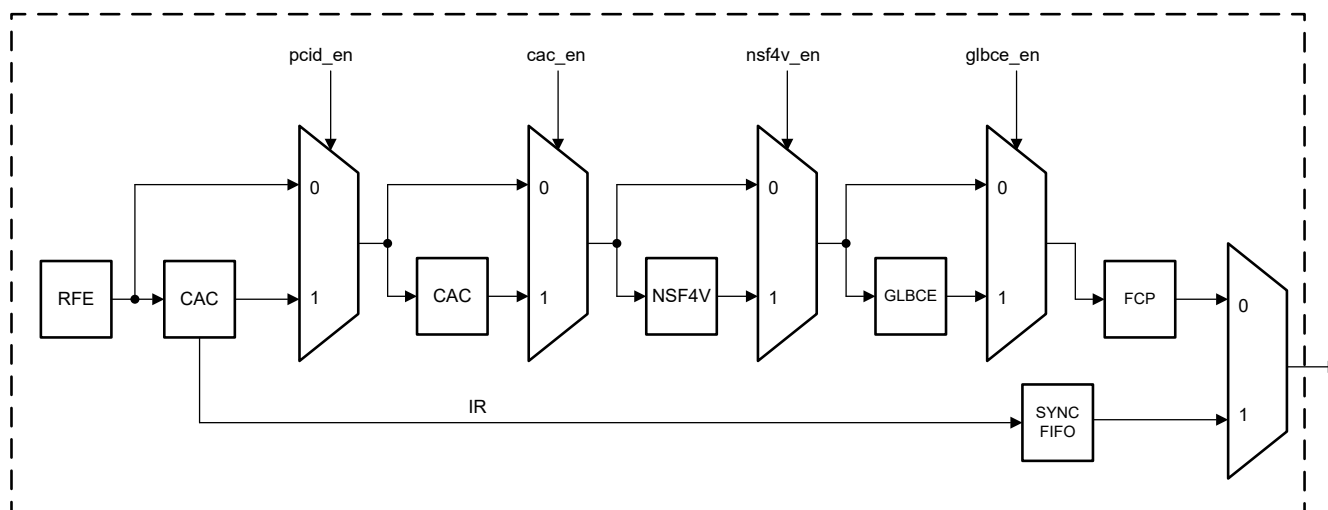 pcid_en
cac_en
nsf4v_en
glbce_en
0
0
0
0
RFE
CAC
1
CAC
1
NSF4V
1
GLBCE
1
FCP
0
IR
SYNC
FIFO
1